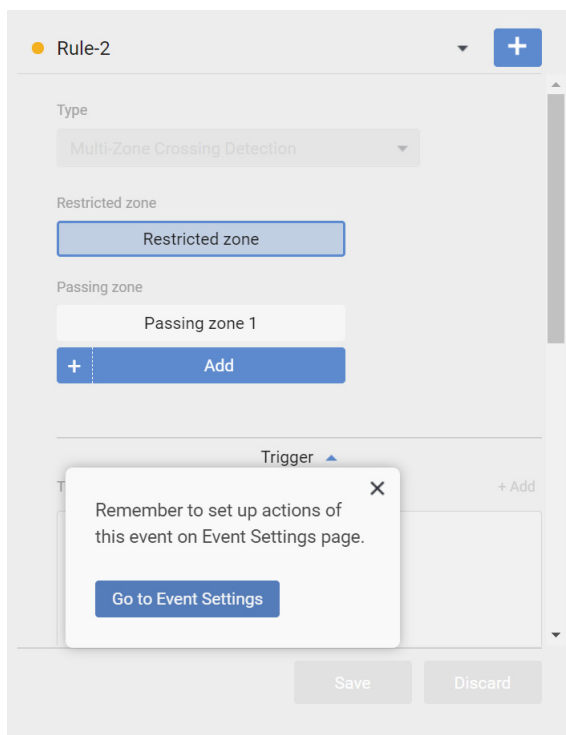 Rule-2
+
Type
Multi-Zone Crossing Detection
Restricted zone
Restricted zone
Passing zone
Passing zone 1
+ Add
Trigger
T
+ Add
Remember to set up actions of
this event on Event Settings page.
Go to Event Settings
Save Discard